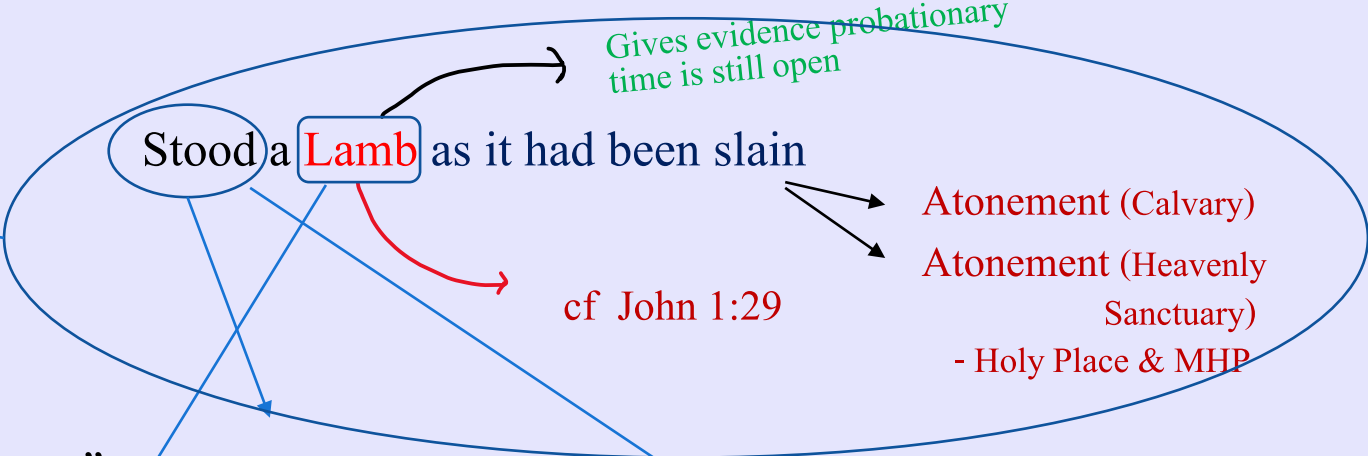 Gives evidence probationary
time is still open
Stood a Lamb as it had been slain
Atonement (Calvary)
Atonement (Heavenly
Sanctuary)
- Holy Place & MHP
cf John 1:29
”